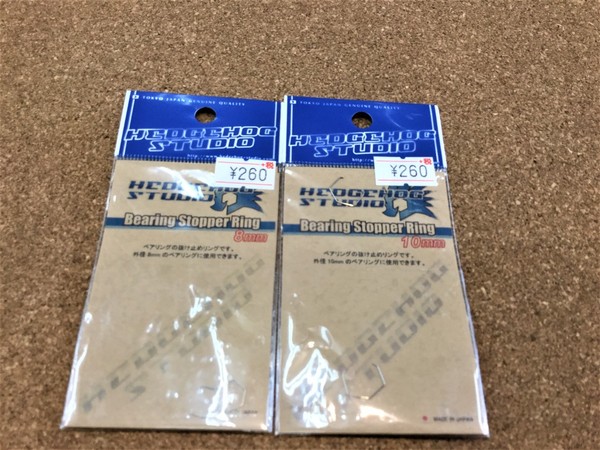 TOKYO JAPAN GENUINE QUALITY
HEDGEHOG
STUDIO
+税
¥260
HEDGEHOG
STUDIO
Bearing Stopper Ring
8mm
ベアリングの抜け止めリングです。
外径 8mm のベアリングに使用できます。
HEDGEHOG
STUDIO
TOKYO JAPAN GENUINE QUALITY
HEDGEHOG
STUDIO
+税
¥260
HEDGEHOG
STUDIO
Bearing Stopper Ring
10mm
ベアリングの抜け止めリングです。
外径 10mm のベアリングに使用できます。
HEDGEHOG
STUDIO
MADE IN JAPAN